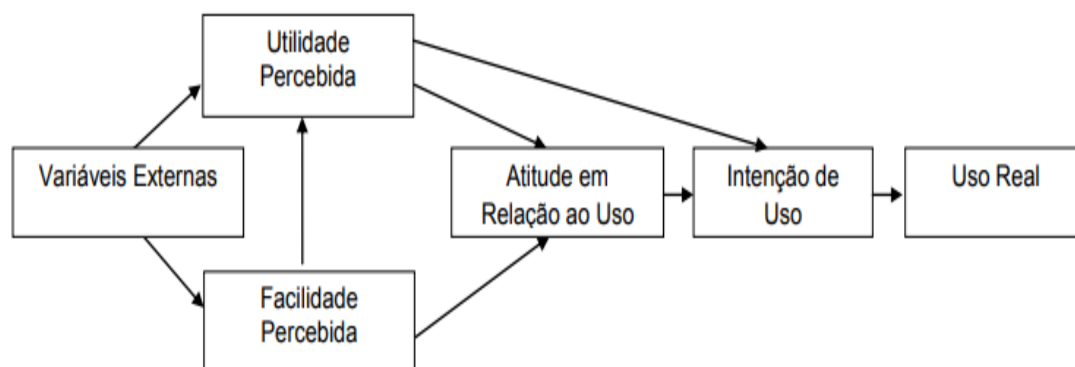 Utilidade
Percebida
Variáveis Externas
Atitude em
Relação ao Uso
Intenção de
Uso
Uso Real
Facilidade
Percebida